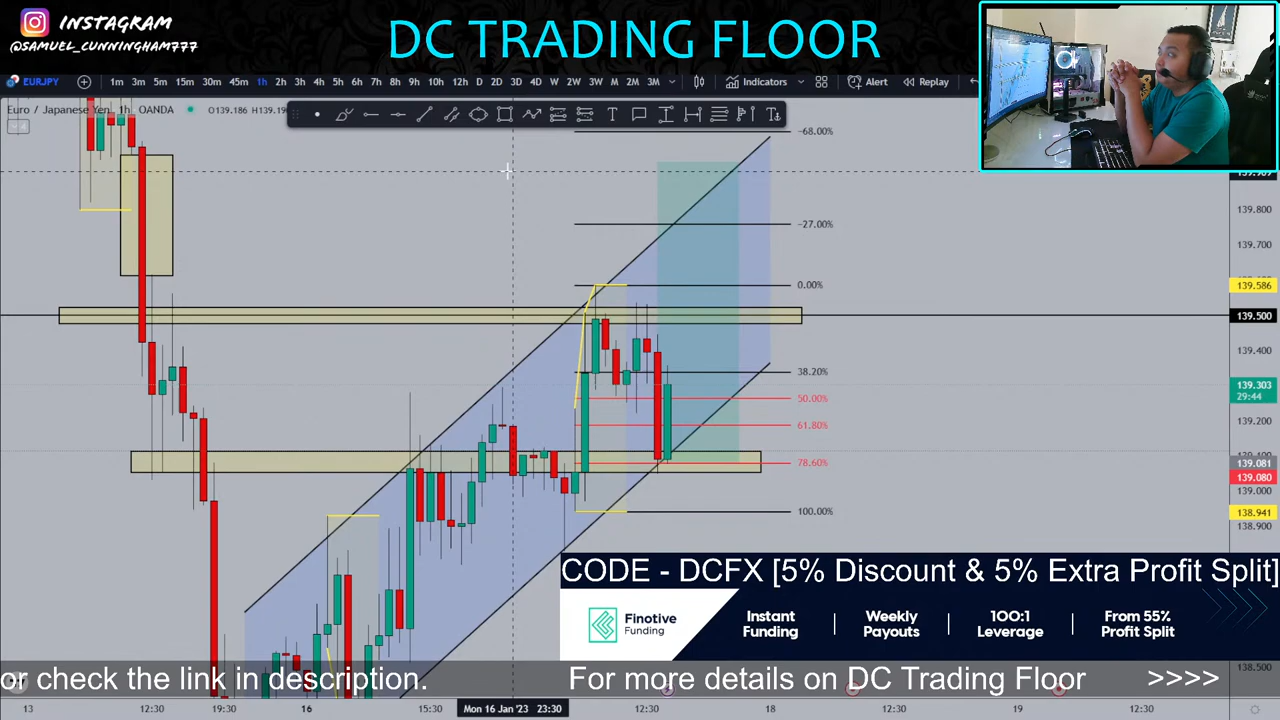 INSTAGRAM
@SAMUEL_CUNNINGHAM777
DC TRADING FLOOR
EURJPY
1m 3m 5m 15m 30m 45m 1h 2h 3h 4h 5h 6h 7h 8h 9h 10h 12h D 2D 3D 4D W 2W 3W M 2M 3M
Indicators
Alert
Replay
Euro / Japanese Yen, 1h OANDA
O139.186
-68.00%
-27.00%
0.00%
38.20%
50.00%
61.80%
78.60%
100.00%
139.800
139.700
139.586
139.500
139.400
139.303
29:44
139.200
139.081
139.080
139.000
138.941
138.900
138.500
CODE - DCFX [5% Discount & 5% Extra Profit Split]
Finotive
Funding
Instant
Funding
Weekly
Payouts
100:1
Leverage
From 55%
Profit Split
or check the link in description.
For more details on DC Trading Floor >>>>
13 12:30 19:30 16 15:30 Mon 16 Jan '23 23:30 12:30 18 12:30 19 12:30